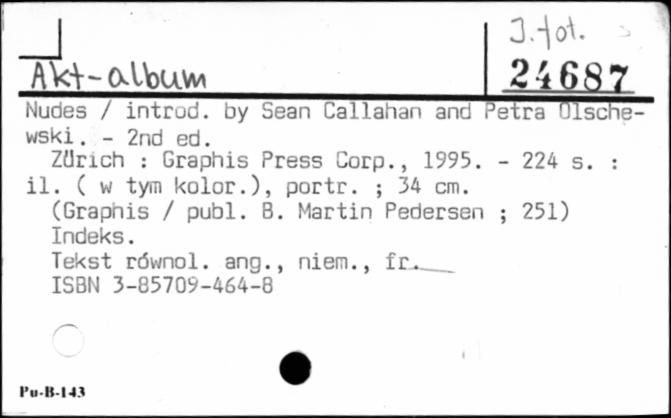 J. fot.
Akt-album
24687
Nudes / introd. by Sean Callahan and Petra Olsche-
wski. - 2nd ed.
Zürich : Graphis Press Corp., 1995. - 224 s. :
il. ( w tym kolor.), portr. ; 34 cm.
(Graphis / publ. B. Martin Pedersen ; 251)
Indeks.
Tekst równol. ang., niem., fr.
ISBN 3-85709-464-8
Pu-B-143